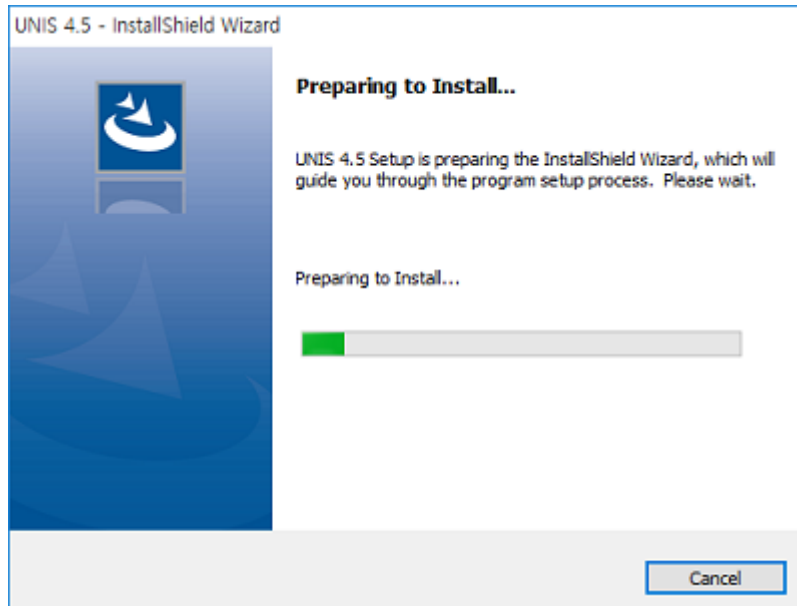 UNIS 4.5 - InstallShield Wizard
Preparing to Install...
UNIS 4.5 Setup is preparing the InstallShield Wizard, which will
guide you through the program setup process. Please wait.
Preparing to Install...
Cancel